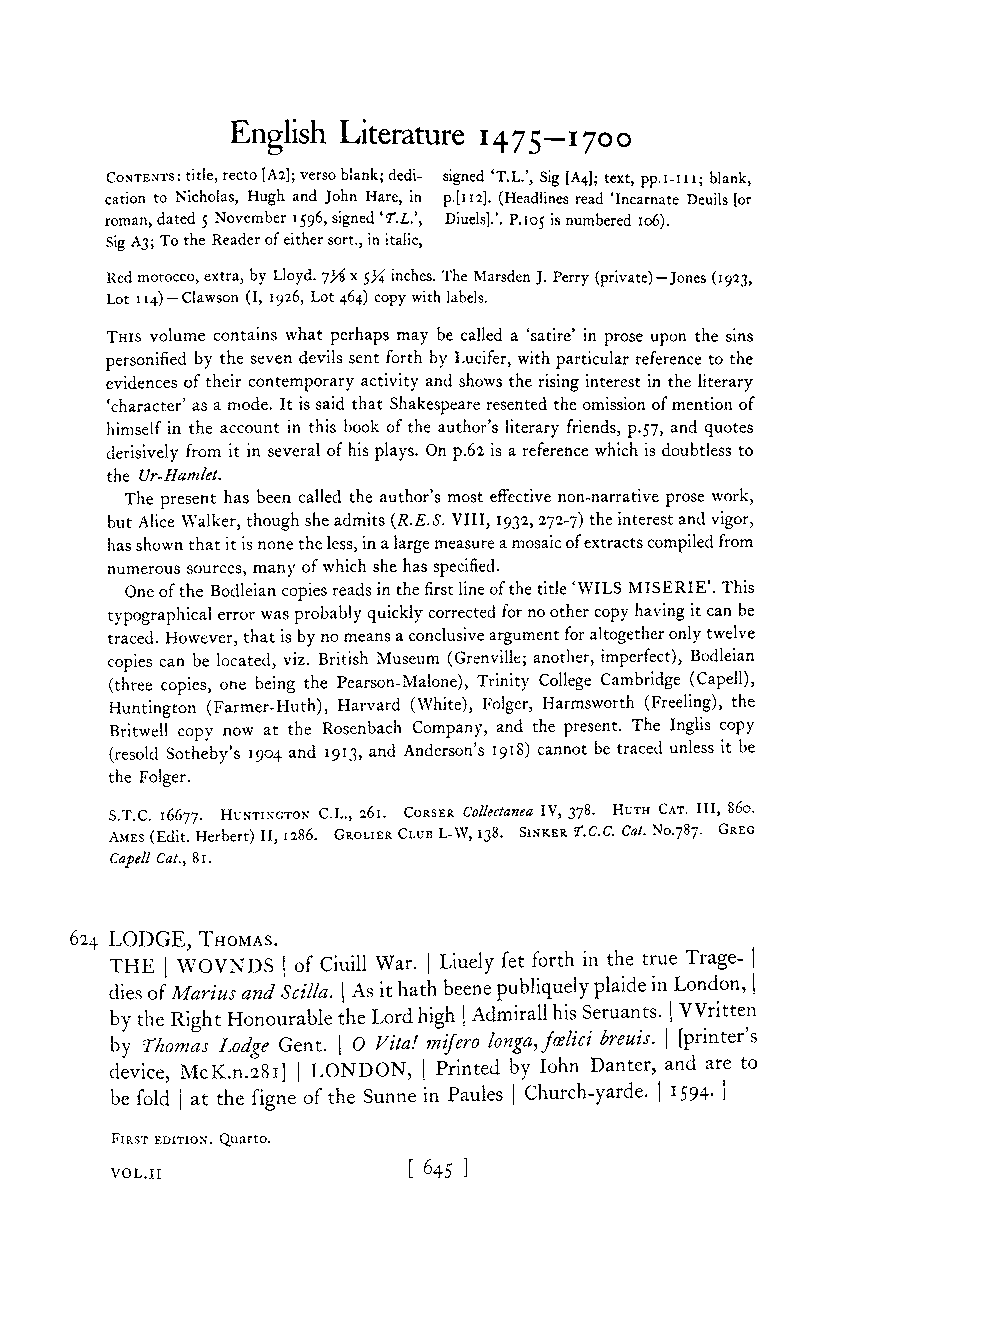 English Literature 1475—1700
CONTENTS: title, recto [A2]; verso blank; dedi-
cation to Nicholas, Hugh and John Hare, in
roman, dated 5 November 1596, signed ‘T.L.’,
Sig A3; To the Reader of either sort., in italic,
signed ‘T.L.’, Sig [A4]; text, pp.1-111; blank,
p.[112]. (Headlines read ‘Incarnate Deuils [or
Diuels].’. P.105 is numbered 106).
Red morocco, extra, by Lloyd. 7⅛ x 5¼ inches. The Marsden J. Perry (private)—Jones (1923,
Lot 114)—Clawson (I, 1926, Lot 464) copy with labels.
THIS volume contains what perhaps may be called a ‘satire’ in prose upon the sins
personified by the seven devils sent forth by Lucifer, with particular reference to the
evidences of their contemporary activity and shows the rising interest in the literary
‘character’ as a mode. It is said that Shakespeare resented the omission of mention of
himself in the account in this book of the author’s literary friends, p.57, and quotes
derisively from it in several of his plays. On p.62 is a reference which is doubtless to
the Ur-Hamlet.
The present has been called the author’s most effective non-narrative prose work,
but Alice Walker, though she admits (R.E.S. VIII, 1932, 272-7) the interest and vigor,
has shown that it is none the less, in a large measure a mosaic of extracts compiled from
numerous sources, many of which she has specified.
One of the Bodleian copies reads in the first line of the title ‘WILS MISERIE’. This
typographical error was probably quickly corrected for no other copy having it can be
traced. However, that is by no means a conclusive argument for altogether only twelve
copies can be located, viz. British Museum (Grenville; another, imperfect), Bodleian
(three copies, one being the Pearson-Malone), Trinity College Cambridge (Capell),
Huntington (Farmer-Huth), Harvard (White), Folger, Harmsworth (Freeling), the
Britwell copy now at the Rosenbach Company, and the present. The Inglis copy
(resold Sotheby’s 1904 and 1913, and Anderson’s 1918) cannot be traced unless it be
the Folger.
S.T.C. 16677. HUNTINGTON C.L., 261. CORSER Collectanea IV, 378. HUTH CAT. III, 860.
AMES (Edit. Herbert) II, 1286. GROLIER CLUB L-W, 138. SINKER T.C.C. Cat. No.787. GREG
Capell Cat., 81.
624 LODGE, THOMAS.
THE | WOVNDS | of Ciuill War. | Liuely ſet forth in the true Trage- |
dies of Marius and Scilla. | As it hath beene publiquely plaide in London, |
by the Right Honourable the Lord high | Admirall his Seruants. | VVritten
by Thomas Lodge Gent. | O Vita! miſero longa, fœlici breuis. | [printer’s
device, McK.n.281] | LONDON, | Printed by Iohn Danter, and are to
be ſold | at the ſigne of the Sunne in Paules | Church-yarde. | 1594. |
FIRST EDITION. Quarto.
VOL.II
[ 645 ]